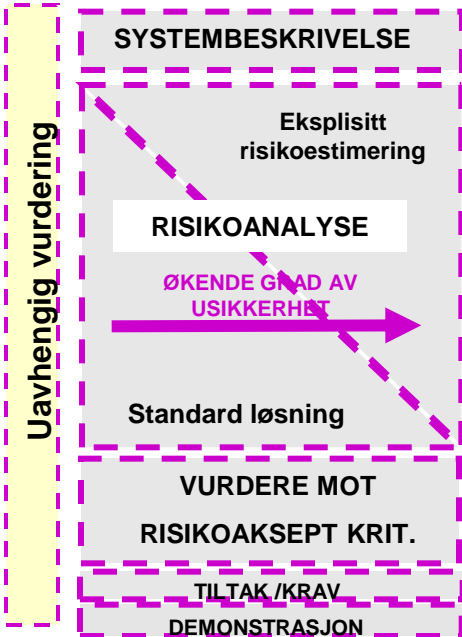 Uavhengig vurdering
SYSTEMBESKRIVELSE
Eksplisitt
risikoestimering
RISIKOANALYSE
ØKENDE GRAD AV
USIKKERHET
Standard løsning
VURDERE MOT
RISIKOAKSEPT KRIT.
TILTAK /KRAV
DEMONSTRASJON